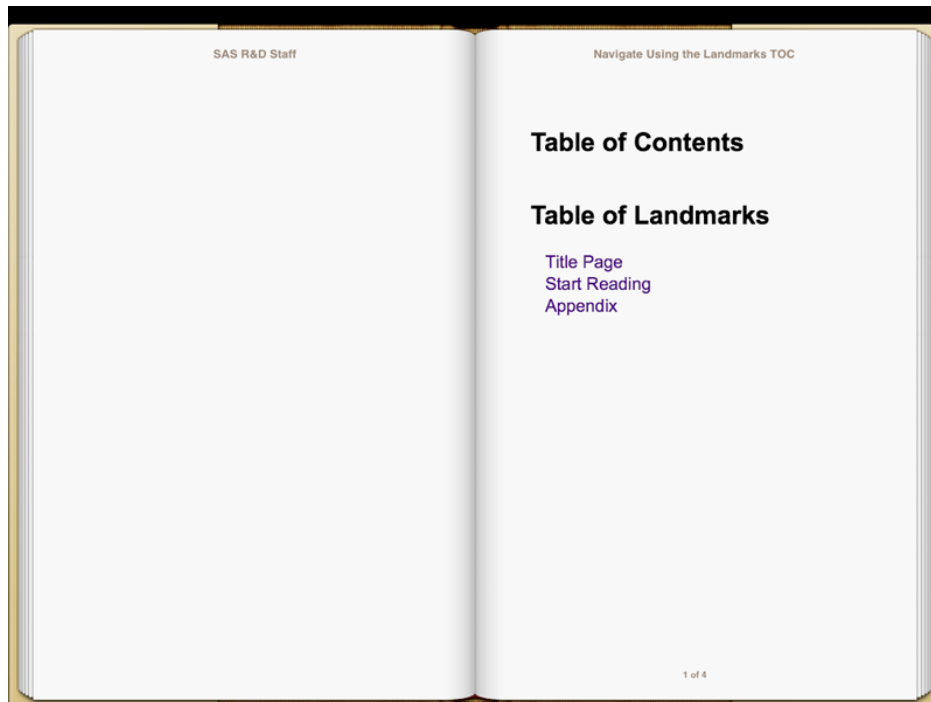 SAS R&D Staff
Navigate Using the Landmarks TOC
Table of Contents
Table of Landmarks
Title Page
Start Reading
Appendix
1 of 4